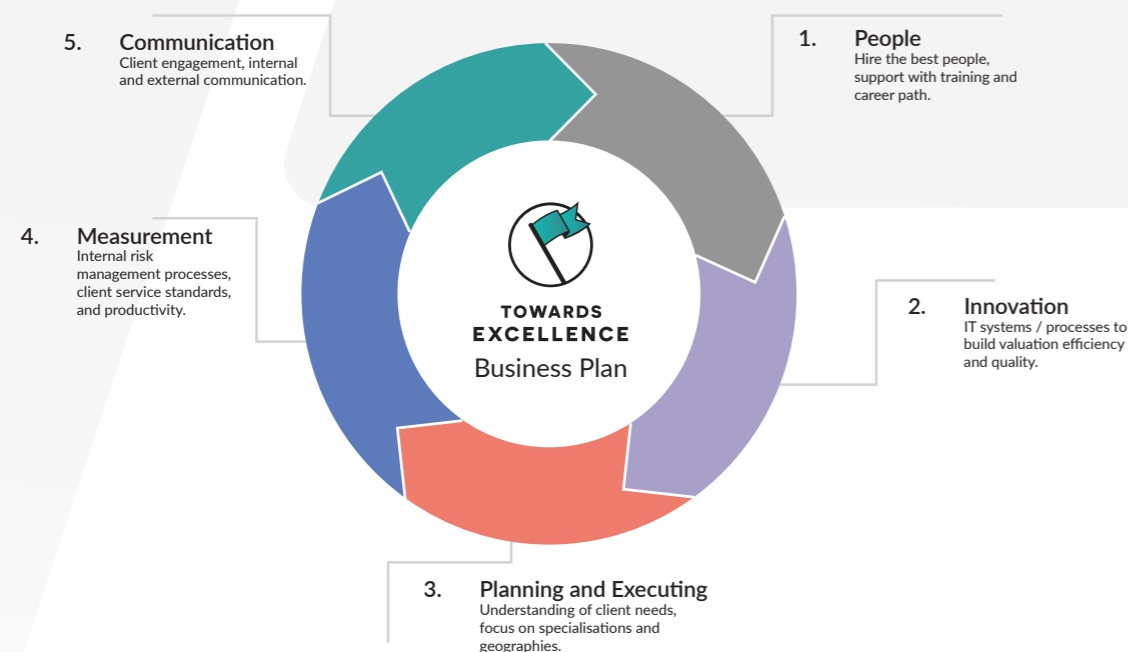 5. Communication
Client engagement, internal
and external communication.
1. People
Hire the best people,
support with training and
career path.
4. Measurement
Internal risk
management processes,
client service standards,
and productivity.
TOWARDS
EXCELLENCE
Business Plan
2. Innovation
IT systems / processes to
build valuation efficiency
and quality.
3. Planning and Executing
Understanding of client needs,
focus on specialisations and
geographies.